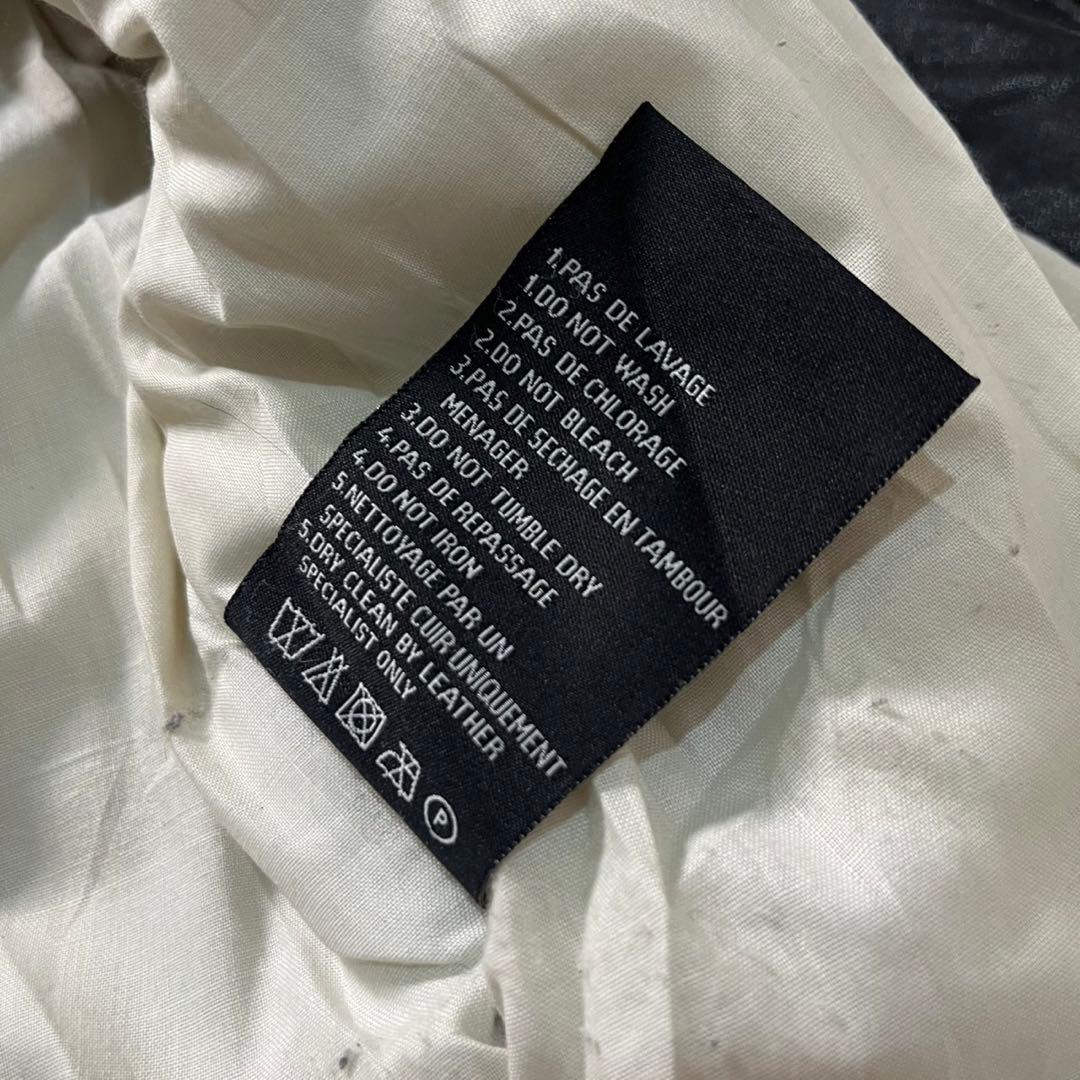 1.PAS DE LAVAGE
1.DO NOT WASH
2.PAS DE CHLORAGE
2.DO NOT BLEACH
3.PAS DE SECHAGE EN TAMBOUR
MENAGER
3.DO NOT TUMBLE DRY
4.PAS DE REPASSAGE
4.DO NOT IRON
5.NETTOYAGE PAR UN
SPECIALISTE CUIR UNIQUEMENT
5.DRY CLEAN BY LEATHER
SPECIALIST ONLY
P